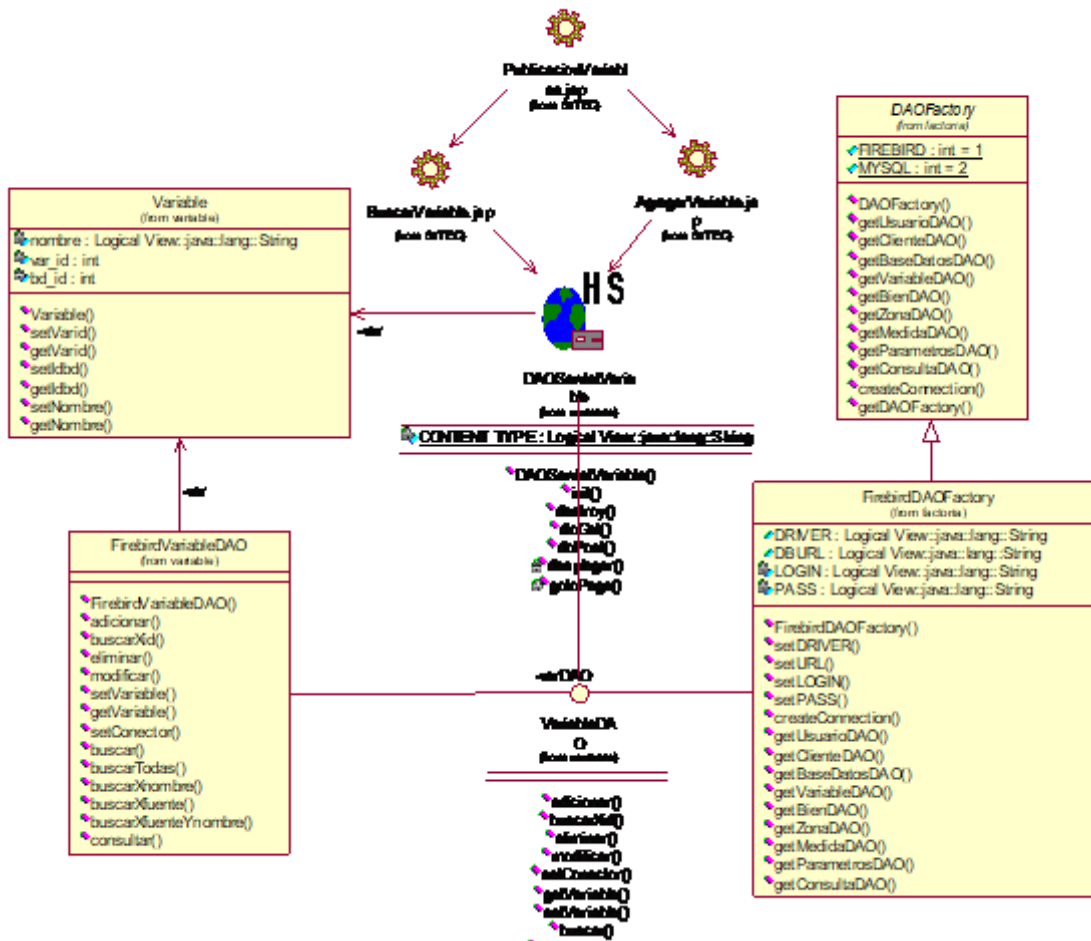 PublicacionVariabl
es.jsp
(from SITEC)
BuscarVariable.jsp
(from SITEC)
AgregarVariable.js
p
(from SITEC)
HS
Variable
(from variable)
nombre : Logical View::java::lang::String
var_id : int
bd_id : int
Variable()
setVarid()
getVarid()
setIdbd()
getIdbd()
setNombre()
getNombre()
-vbr
DAOFactory
(from factoria)
FIREBIRD : int = 1
MYSQL : int = 2
DAOFactory()
getUsuarioDAO()
getClienteDAO()
getBaseDatosDAO()
getVariableDAO()
getBienDAO()
getZonaDAO()
getMedidaDAO()
getParametrosDAO()
getConsultaDAO()
createConnection()
getDAOFactory()
DAOServletVaria
ble
CONTENT TYPE : Logical View::java::lang::String
DAOServletVariable()
init()
destroy()
doGet()
doPost()
gotoPage()
FirebirdVariableDAO
(from variable)
FirebirdVariableDAO()
adicionar()
buscarXid()
eliminar()
modificar()
setVariable()
getVariable()
setConector()
buscar()
buscarTodas()
buscarXnombre()
buscarXfuente()
buscarXfuenteYnombre()
consultar()
FirebirdDAOFactory
(from factoria)
DRIVER : Logical View::java::lang::String
DBURL : Logical View::java::lang::String
LOGIN : Logical View::java::lang::String
PASS : Logical View::java::lang::String
FirebirdDAOFactory()
setDRIVER()
setURL()
setLOGIN()
setPASS()
createConnection()
getUsuarioDAO()
getClienteDAO()
getBaseDatosDAO()
getVariableDAO()
getBienDAO()
getZonaDAO()
getMedidaDAO()
getParametrosDAO()
getConsultaDAO()
-varDAO
VariableDA
O
adicionar()
buscarXid()
eliminar()
modificar()
setConector()
getVariable()
setVariable()
buscar()